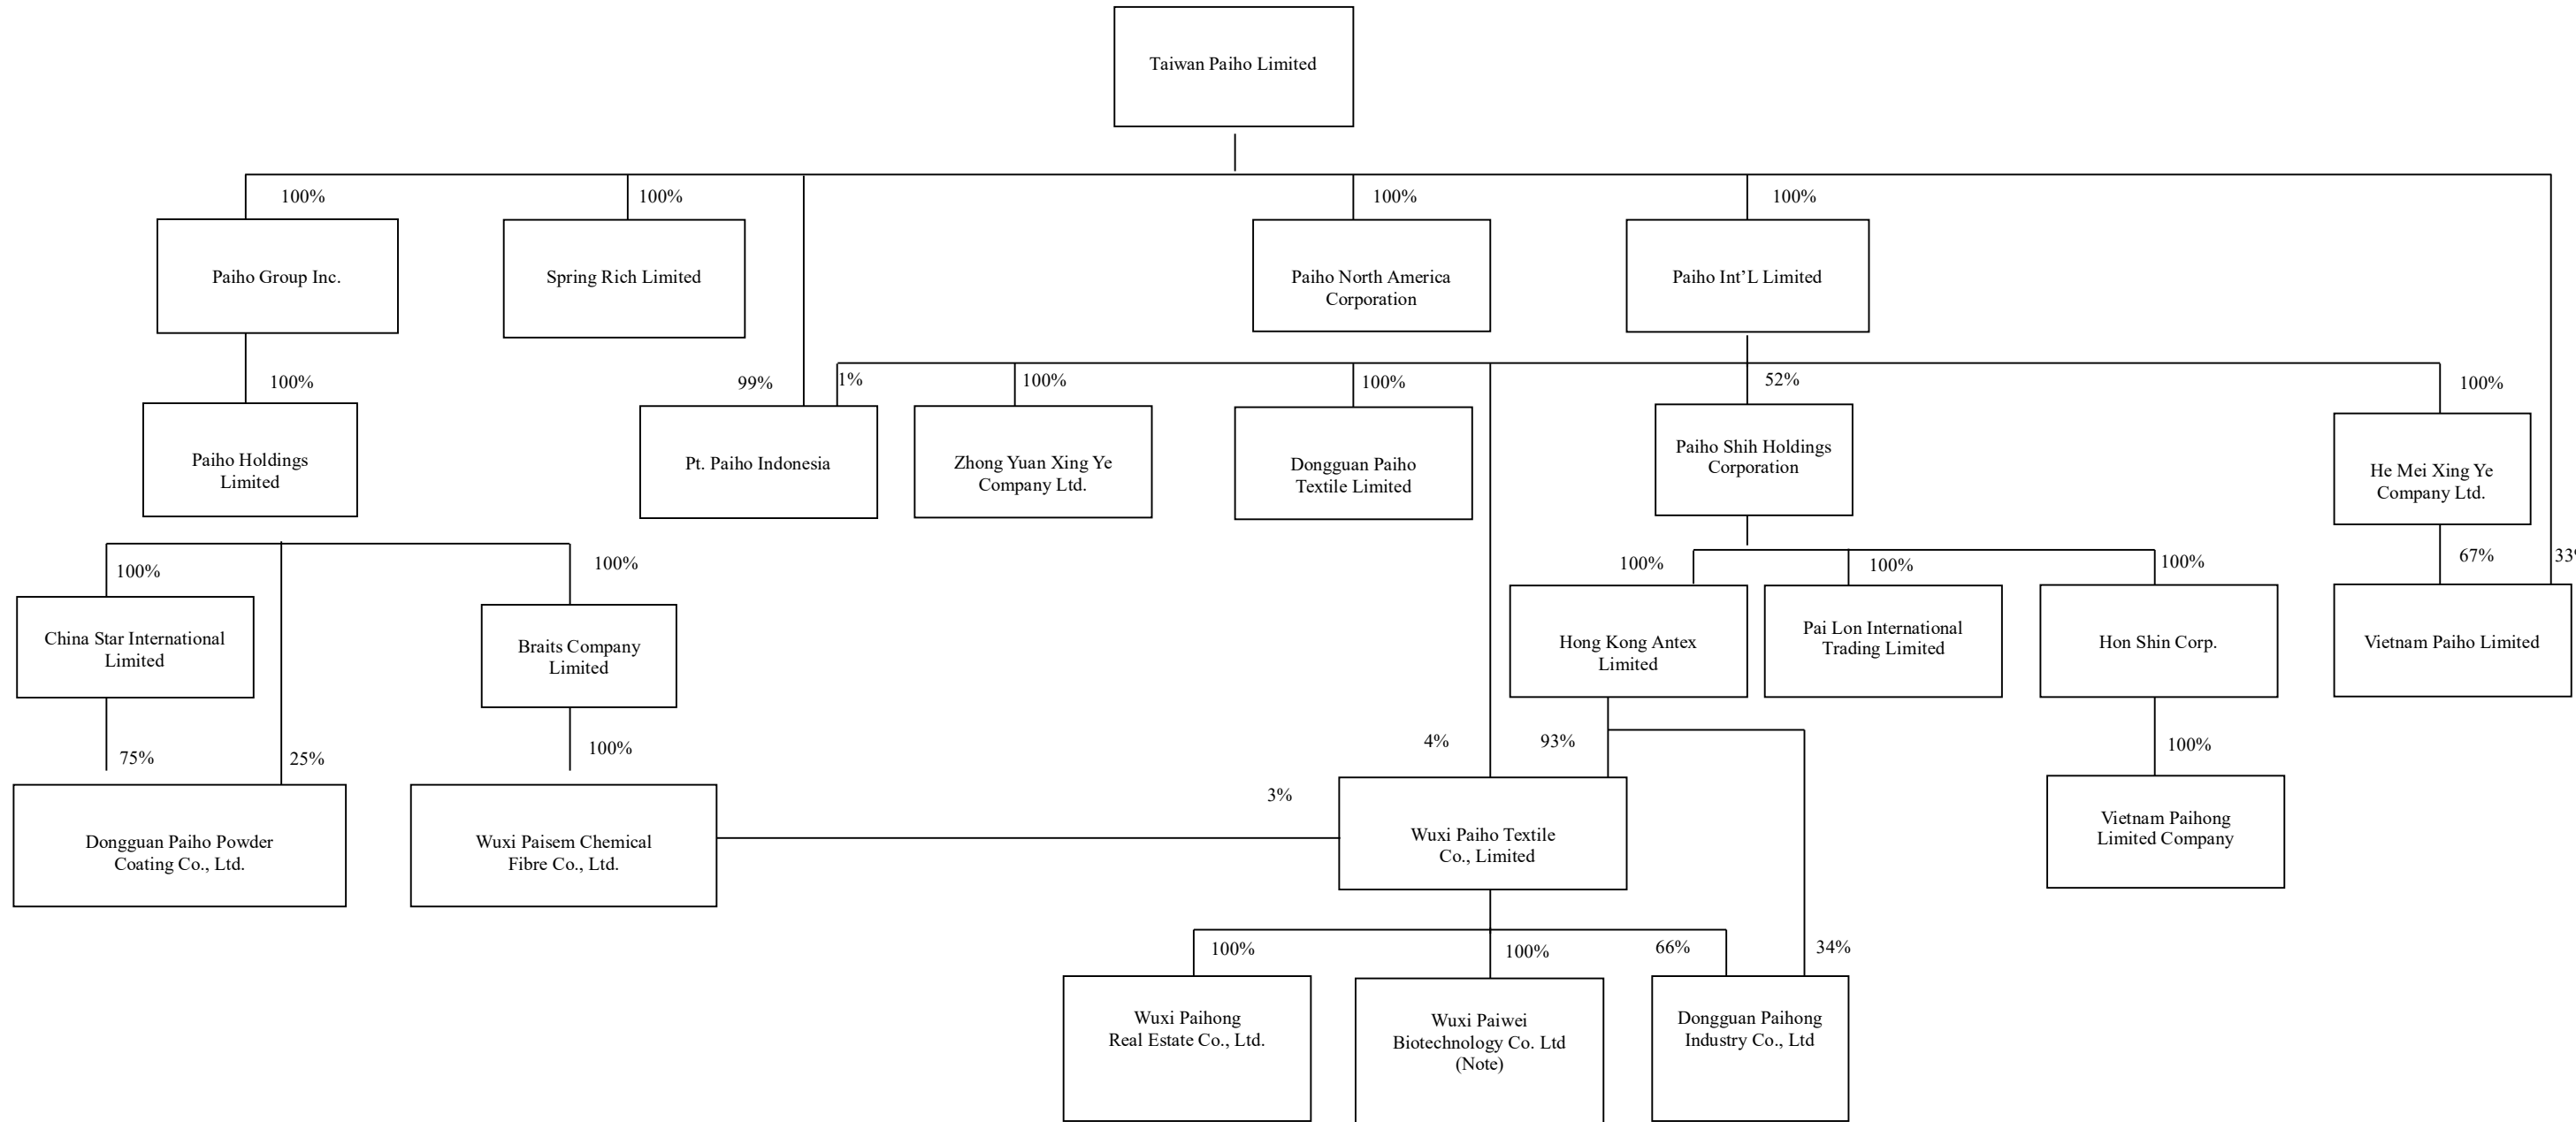 Taiwan Paiho Limited
100%
100%
100%
100%
Paiho Group Inc.
Spring Rich Limited
Paiho North America
Corporation
Paiho Int’L Limited
100%
99%
1%
100%
100%
52%
100%
Paiho Holdings
Limited
Pt. Paiho Indonesia
Zhong Yuan Xing Ye
Company Ltd.
Dongguan Paiho
Textile Limited
Paiho Shih Holdings
Corporation
He Mei Xing Ye
Company Ltd.
100%
100%
100%
100%
100%
67%
33
China Star International
Limited
Braits Company
Limited
Hong Kong Antex
Limited
Pai Lon International
Trading Limited
Hon Shin Corp.
Vietnam Paiho Limited
75%
25%
100%
4%
93%
100%
3%
Dongguan Paiho Powder
Coating Co., Ltd.
Wuxi Paisem Chemical
Fibre Co., Ltd.
Wuxi Paiho Textile
Co., Limited
Vietnam Paihong
Limited Company
100%
100%
66%
34%
Wuxi Paihong
Real Estate Co., Ltd.
Wuxi Paiwei
Biotechnology Co. Ltd
(Note)
Dongguan Paihong
Industry Co., Ltd